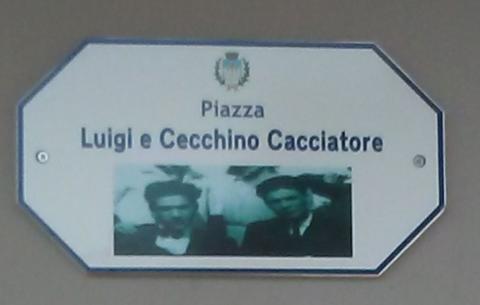 Piazza
Luigi e Cecchino Cacciatore